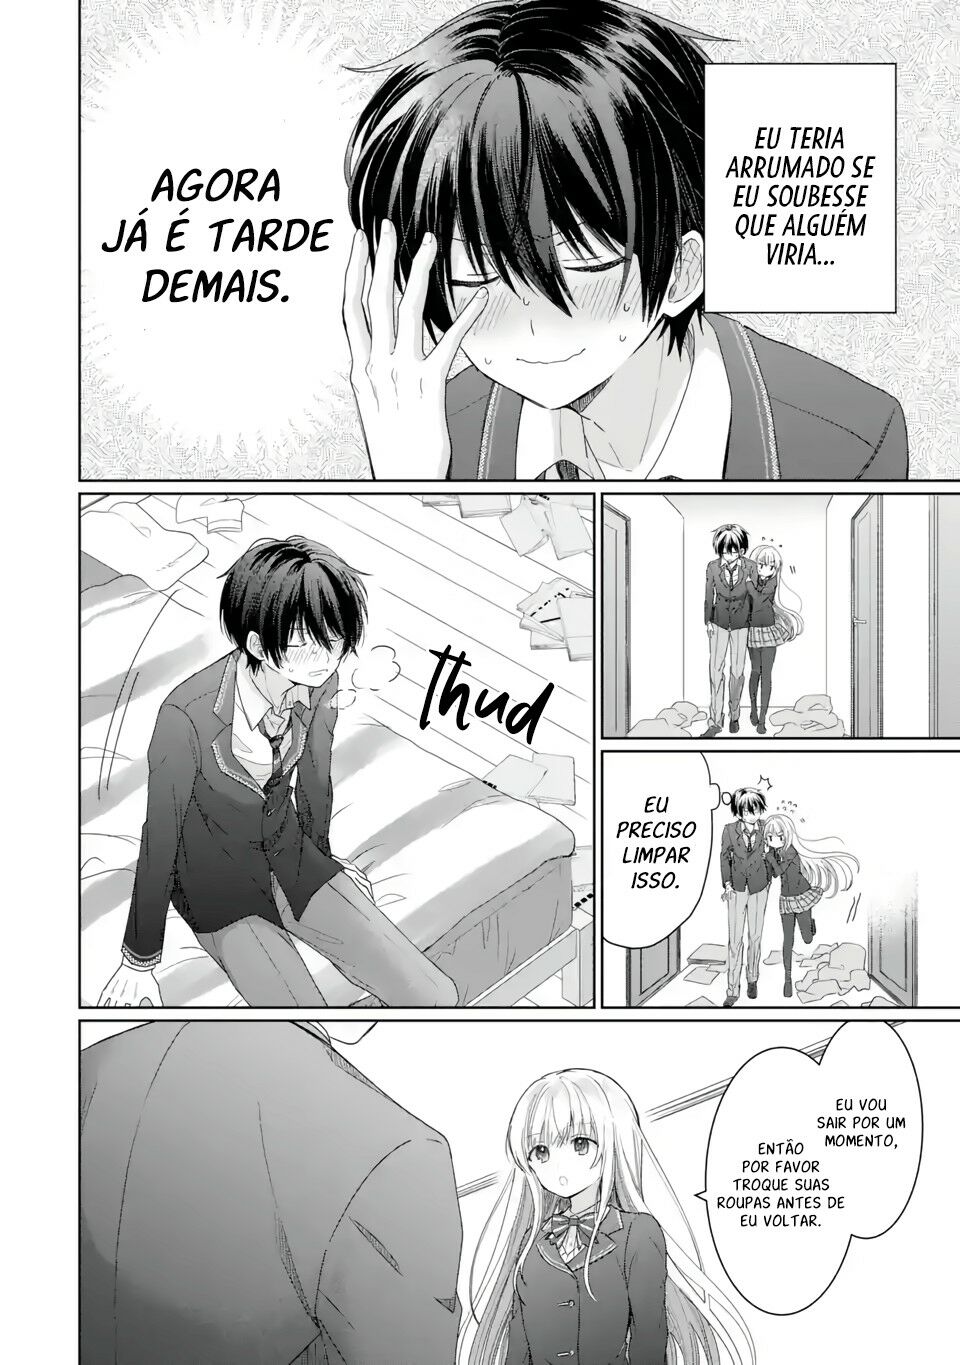 EU TERIA
ARRUMADO SE
EU SOUBESSE
QUE ALGUÉM
VIRIA...
AGORA
JÁ É TARDE
DEMAIS.
thud
EU
PRECISO
LIMPAR
ISSO.
EU VOU
SAIR POR UM
MOMENTO,
ENTÃO
POR FAVOR
TROQUE SUAS
ROUPAS ANTES DE
EU VOLTAR.